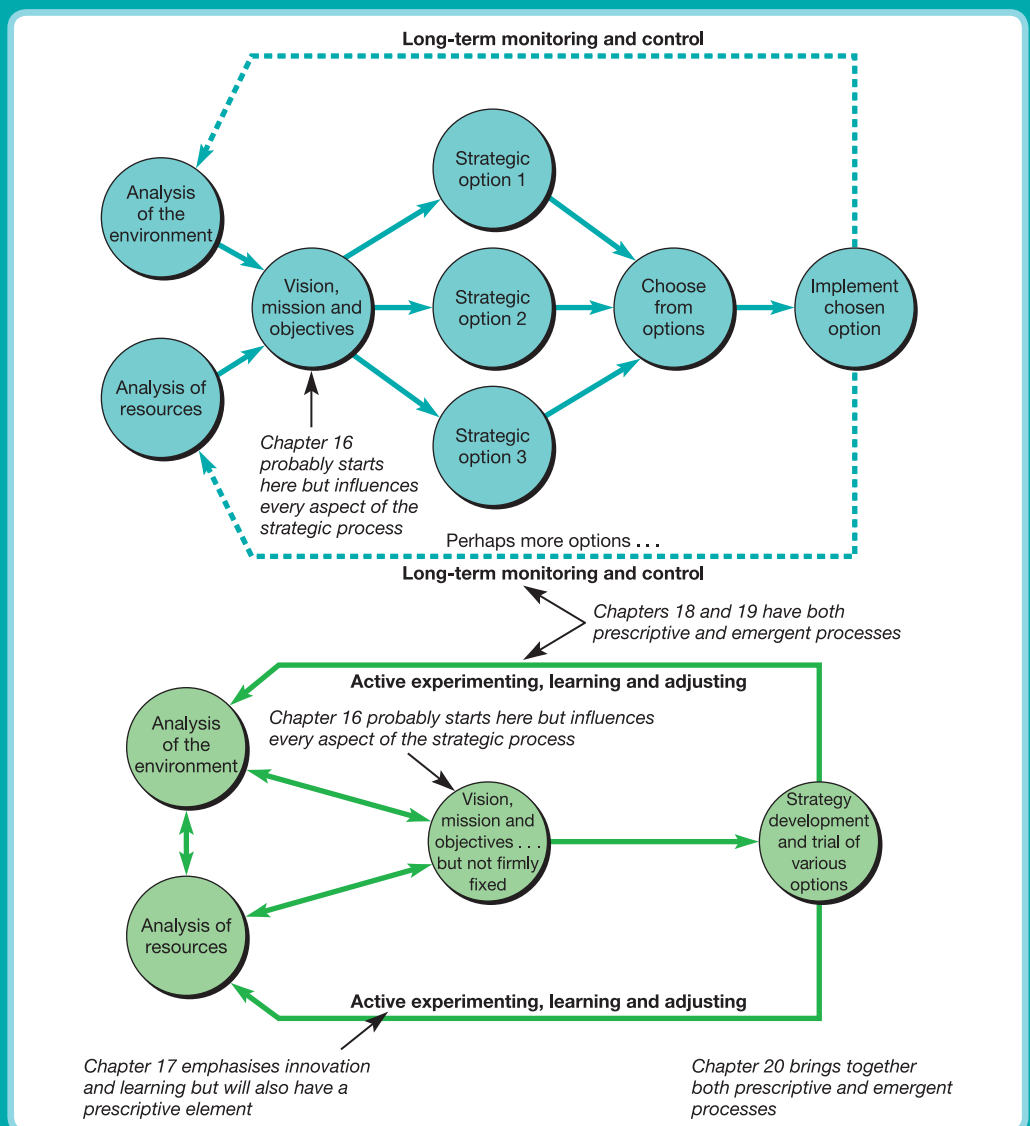 Long-term monitoring and control
Analysis
of the
environment
Analysis of
resources
Vision,
mission and
objectives
Strategic
option 1
Strategic
option 2
Strategic
option 3
Choose
from
options
Implement
chosen
option
Chapter 16
probably starts
here but influences
every aspect of the
strategic process
Perhaps more options . . .
Long-term monitoring and control
Chapters 18 and 19 have both
prescriptive and emergent processes
Active experimenting, learning and adjusting
Chapter 16 probably starts here but influences
every aspect of the strategic process
Analysis
of the
environment
Analysis of
resources
Vision,
mission and
objectives . . .
but not firmly
fixed
Strategy
development
and trial of
various
options
Active experimenting, learning and adjusting
Chapter 17 emphasises innovation
and learning but will also have a
prescriptive element
Chapter 20 brings together
both prescriptive and emergent
processes